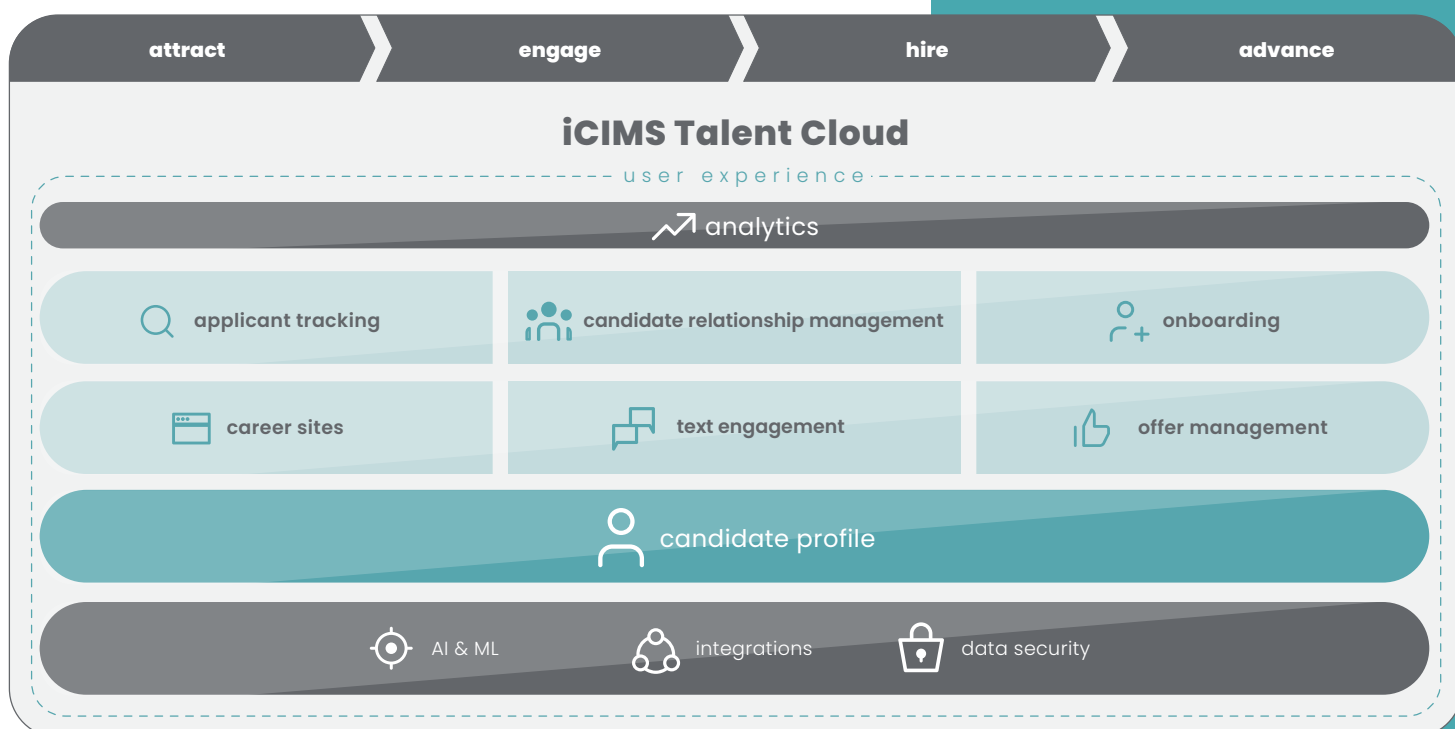 attract
engage
hire
advance
iCIMS Talent Cloud
user experience
analytics
applicant tracking
candidate relationship management
onboarding
career sites
text engagement
offer management
candidate profile
AI & ML
integrations
data security